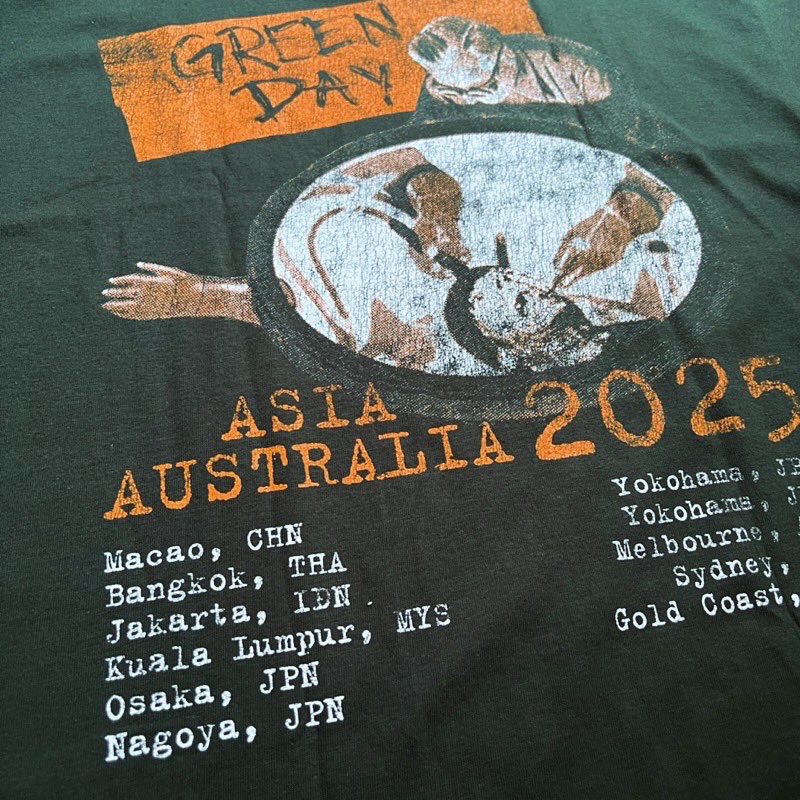 GREEN
DAY
ASIA
AUSTRALIA 2025
Macao, CHN
Bangkok, THA
Jakarta, IDN
Kuala Lumpur, MYS
Osaka, JPN
Nagoya, JPN
Yokohama,
Yokohama,
Melbourne,
Sydney,
Gold Coast,